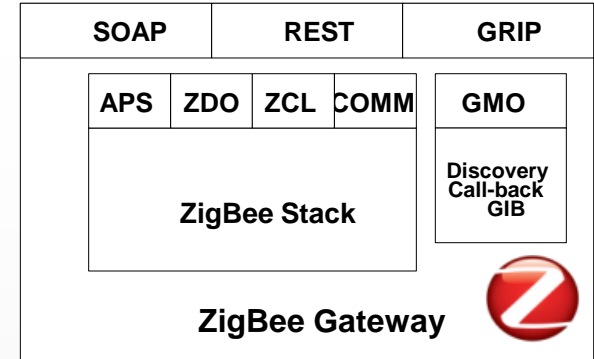 SOAP REST GRIP
APS ZDO ZCL COMM GMO
Discovery
Call-back
GIB
ZigBee Stack
ZigBee Gateway